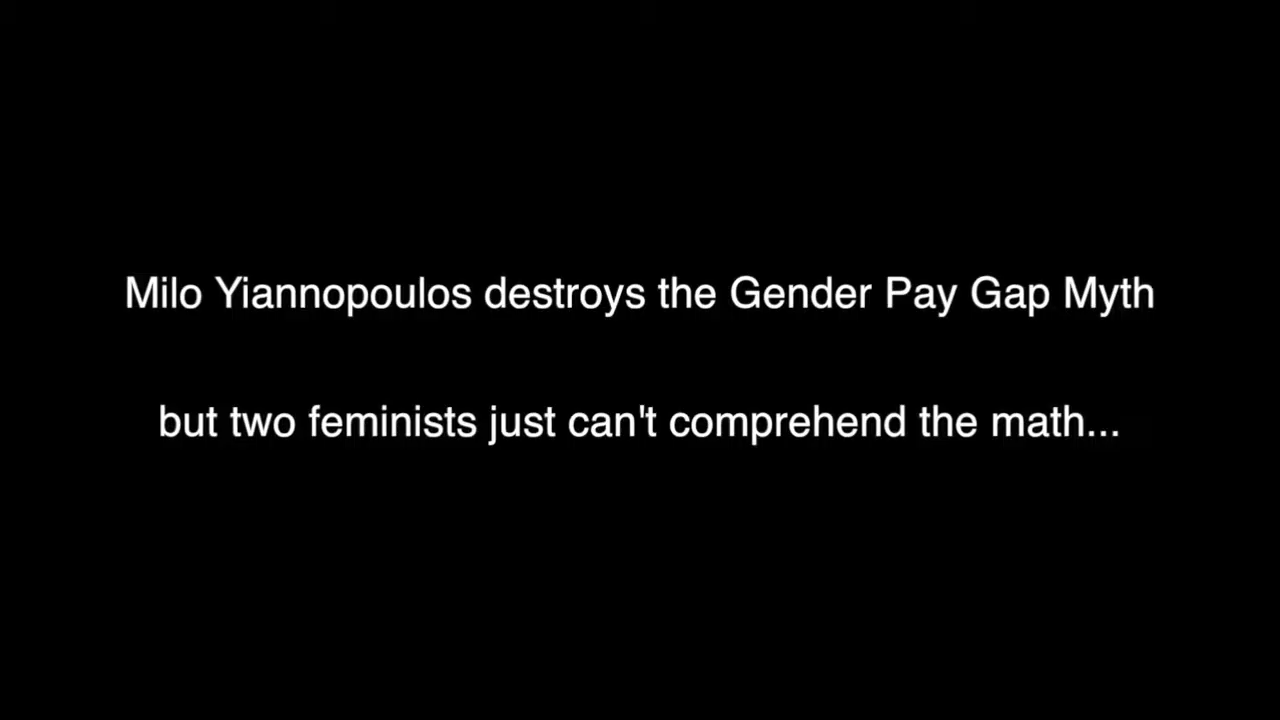 Milo Yiannopoulos destroys the Gender Pay Gap Myth
but two feminists just can't comprehend the math...